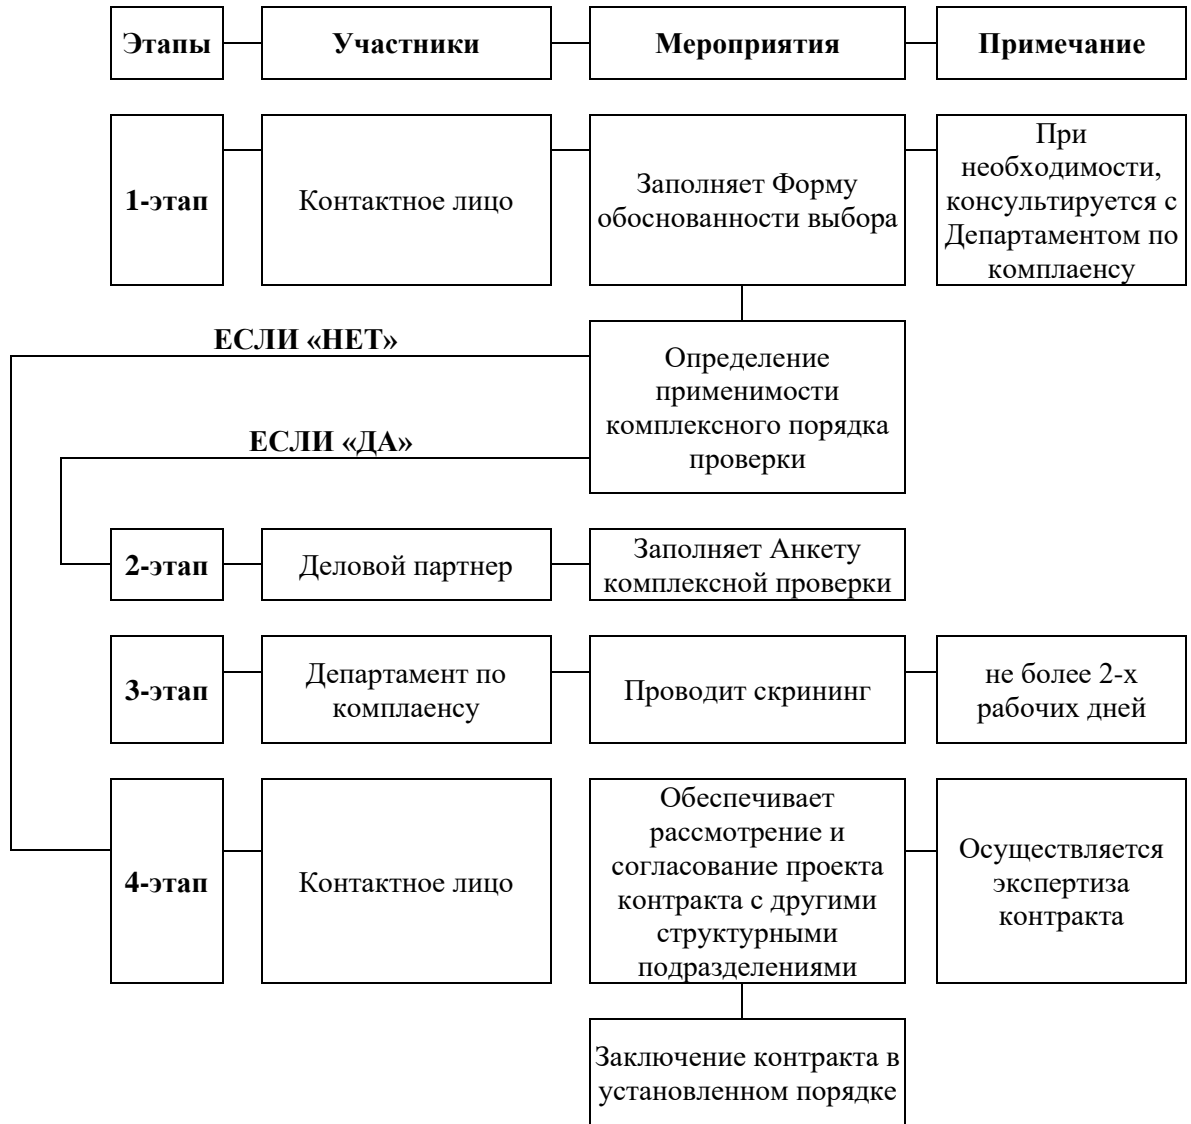 Этапы
Участники
Мероприятия
Примечание
1-этап
Контактное лицо
Заполняет Форму
обоснованности выбора
При
необходимости,
консультируется с
Департаментом по
комплаенсу
ЕСЛИ «НЕТ»
Определение
применимости
комплексного порядка
проверки
ЕСЛИ «ДА»
2-этап
Деловой партнер
Заполняет Анкету
комплексной проверки
3-этап
Департамент по
комплаенсу
Проводит скрининг
не более 2-х
рабочих дней
4-этап
Контактное лицо
Обеспечивает
рассмотрение и
согласование проекта
контракта с другими
структурными
подразделениями
Осуществляется
экспертиза
контракта
Заключение контракта в
установленном порядке